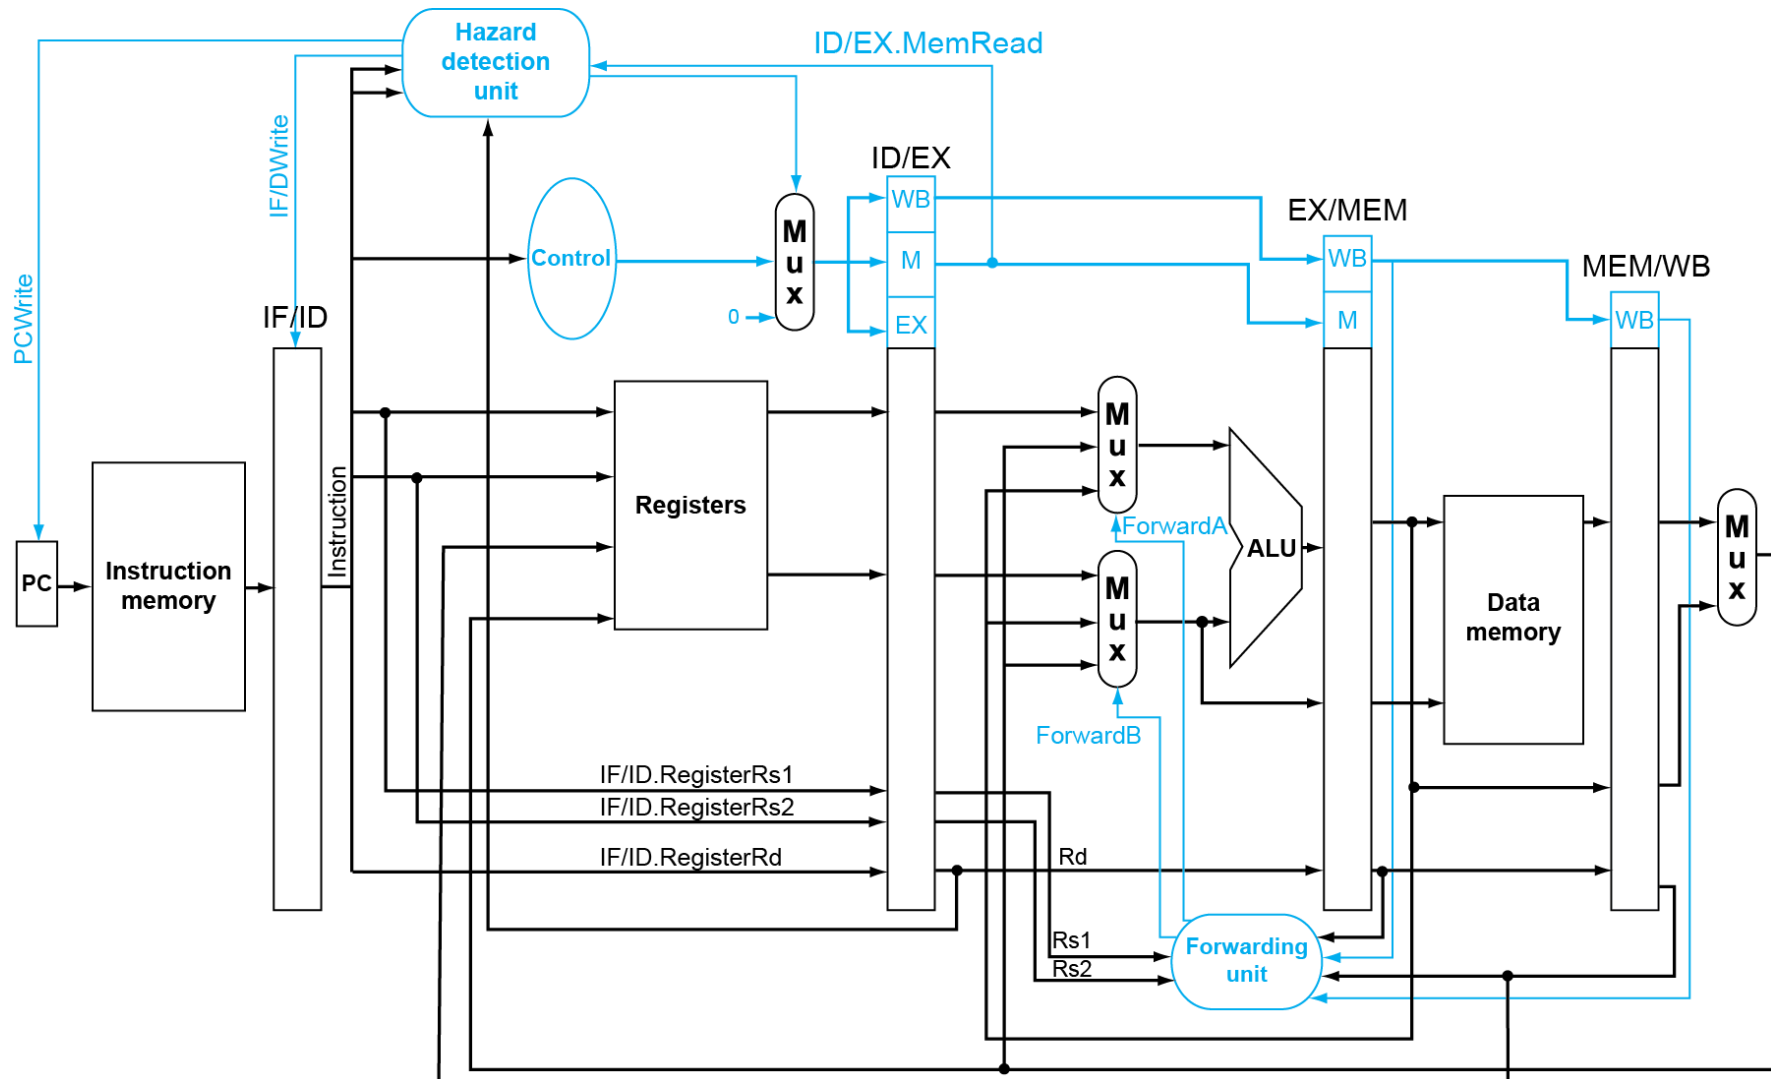 Hazard
detection
unit
ID/EX.MemRead
IF/DWrite
PCWrite
ID/EX
EX/MEM
MEM/WB
IF/ID
Control
0
M
u
x
WB
M
EX
WB
M
WB
PC
Instruction
memory
Instruction
Registers
M
u
x
ForwardA
M
u
x
ForwardB
ALU
Data
memory
M
u
x
IF/ID.RegisterRs1
IF/ID.RegisterRs2
IF/ID.RegisterRd
Rd
Rs1
Rs2
Forwarding
unit